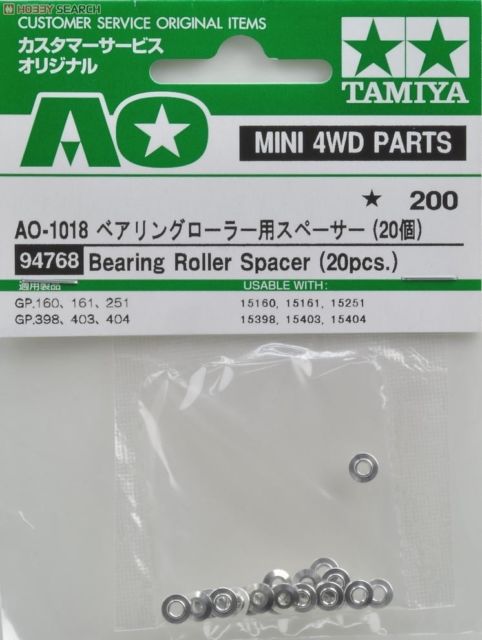 HOBBY SEARCH
CUSTOMER SERVICE ORIGINAL ITEMS
カスタマーサービス
オリジナル
TAMIYA
AO
MINI 4WD PARTS
★ 200
AO-1018 ベアリングローラー用スペーサー(20個)
94768 Bearing Roller Spacer (20pcs.)
適用製品 USABLE WITH:
GP.160、161、251 15160, 15161, 15251
GP.398、403、404 15398, 15403, 15404